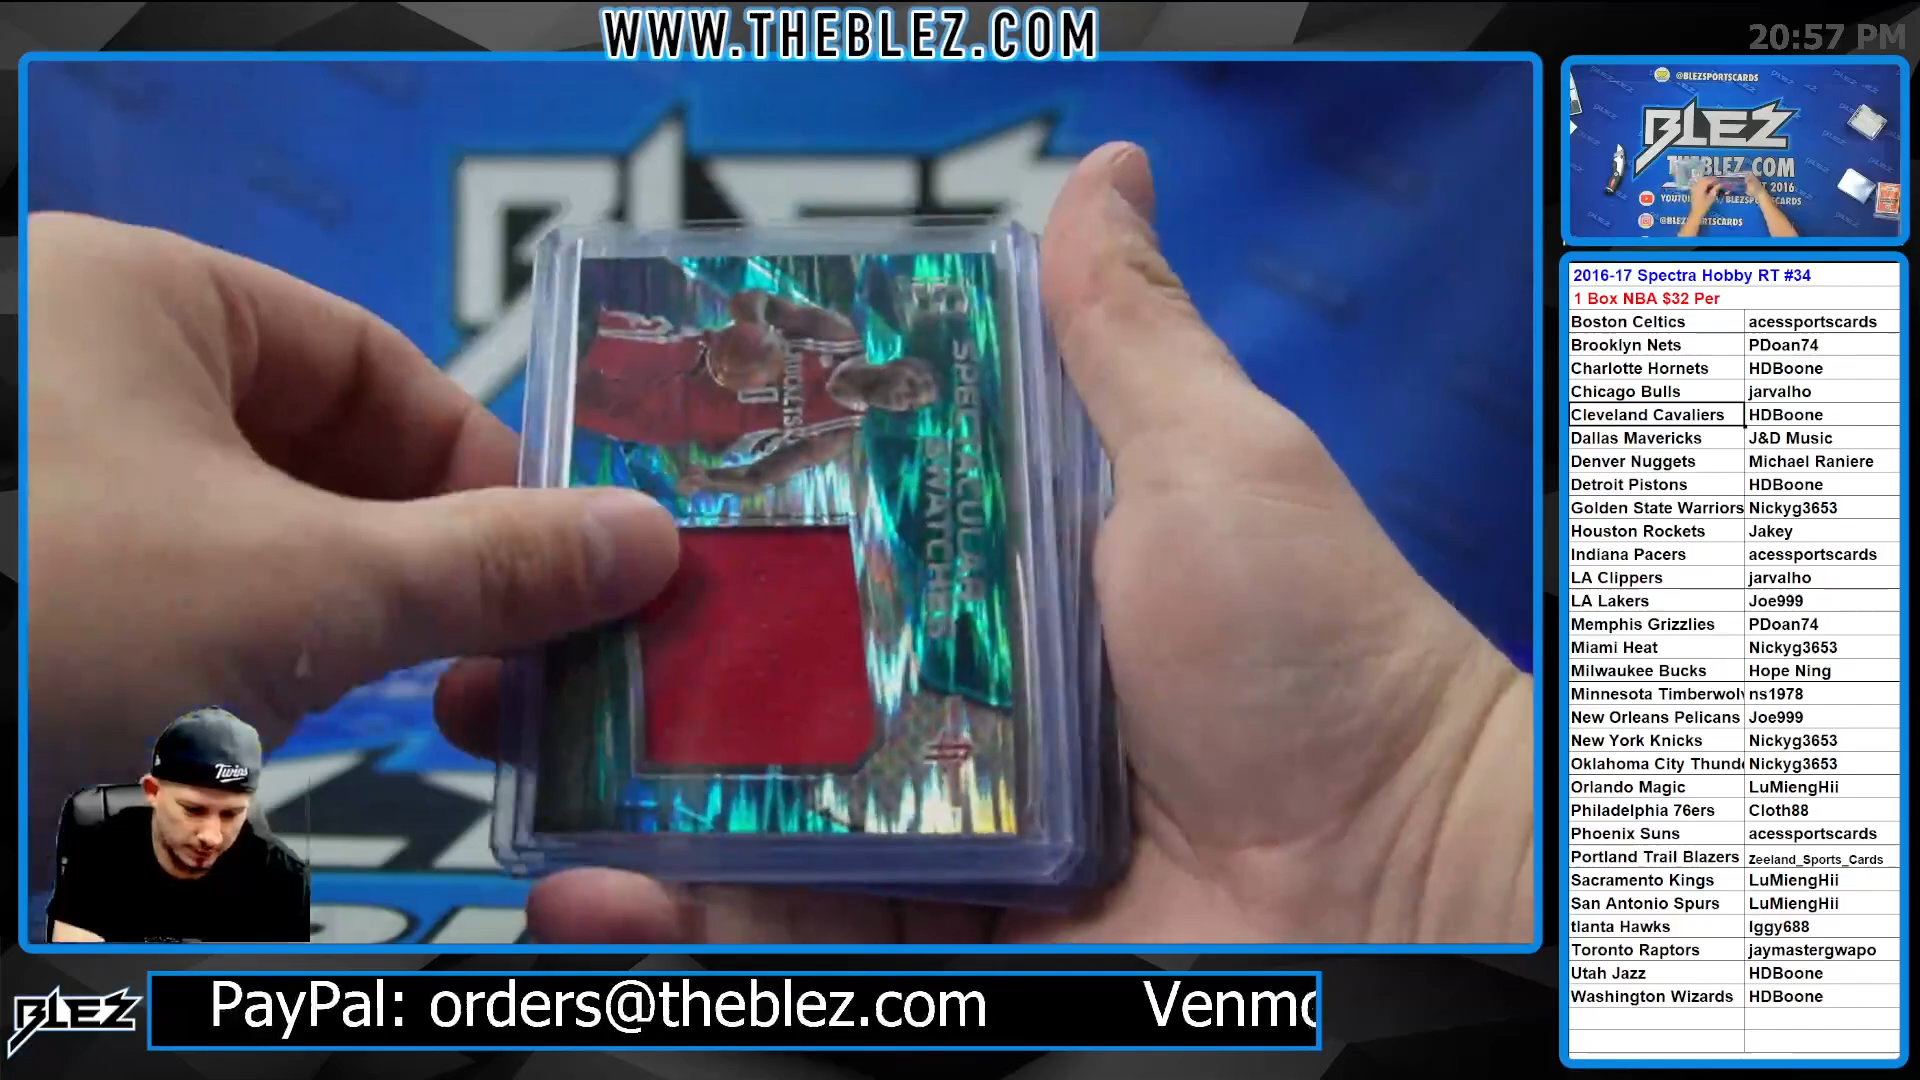 WWW.THEBLEZ.COM
20:57 PM
@BLEZSPORTSCARDS
BLEZ
THEBLEZ.COM
2016
@BLEZSPORTSCARDS
BLEZ
SPECTACULAR
SWATCHES
Twins
2016-17 Spectra Hobby RT #34
1 Box NBA $32 Per
Boston Celtics acessportscards
Brooklyn Nets PDoan74
Charlotte Hornets HDBoone
Chicago Bulls jarvalho
Cleveland Cavaliers HDBoone
Dallas Mavericks J&D Music
Denver Nuggets Michael Raniere
Detroit Pistons HDBoone
Golden State Warriors Nickyg3653
Houston Rockets Jakey
Indiana Pacers acessportscards
LA Clippers jarvalho
LA Lakers Joe999
Memphis Grizzlies PDoan74
Miami Heat Nickyg3653
Milwaukee Bucks Hope Ning
Minnesota Timberwol ns1978
New Orleans Pelicans Joe999
New York Knicks Nickyg3653
Oklahoma City Thund Nickyg3653
Orlando Magic LuMiengHii
Philadelphia 76ers Cloth88
Phoenix Suns acessportscards
Portland Trail Blazers Zeeland_Sports_Cards
Sacramento Kings LuMiengHii
San Antonio Spurs LuMiengHii
tlanta Hawks Iggy688
Toronto Raptors jaymastergwapo
Utah Jazz HDBoone
Washington Wizards HDBoone
BLEZ
PayPal: orders@theblez.com Venmo